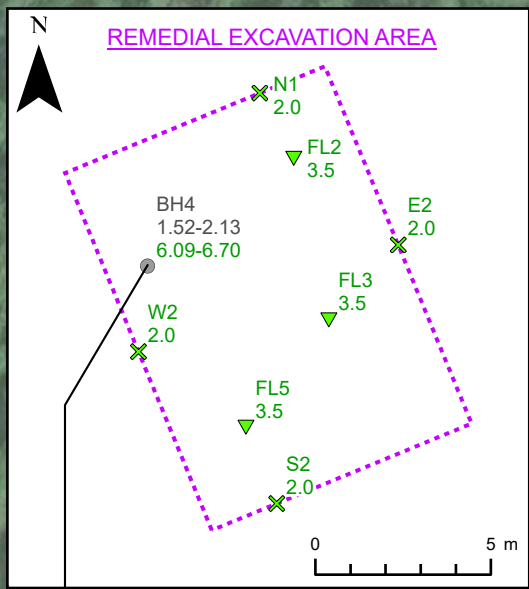 N
REMEDIAL EXCAVATION AREA
N1
2.0
FL2
3.5
BH4
1.52-2.13
6.09-6.70
E2
2.0
FL3
3.5
W2
2.0
FL5
3.5
S2
2.0
0 5 m